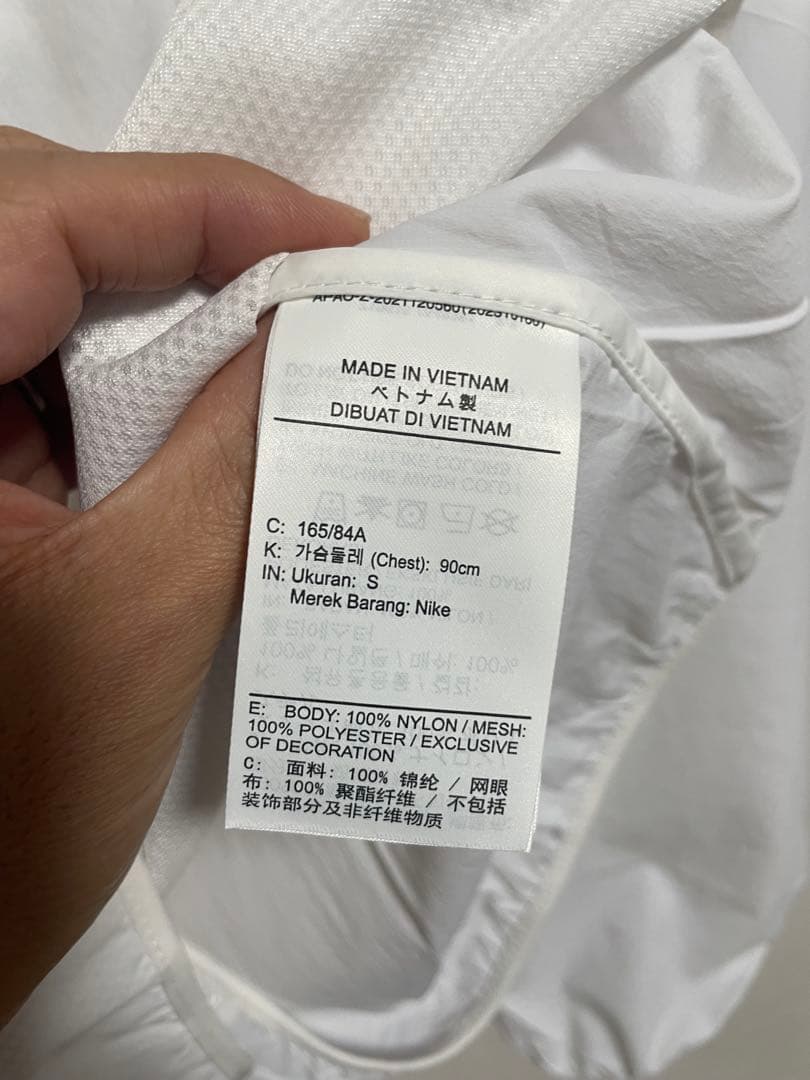 MADE IN VIETNAM
ベトナム製
DIBUAT DI VIETNAM
C: 165/84A
K: 가슴둘레 (Chest): 90cm
IN: Ukuran: S
Merek Barang: Nike
E: BODY: 100% NYLON / MESH:
100% POLYESTER / EXCLUSIVE
OF DECORATION
C: 面料: 100% 锦纶 / 网眼
布: 100% 聚酯纤维 / 不包括
装饰部分及非纤维物质